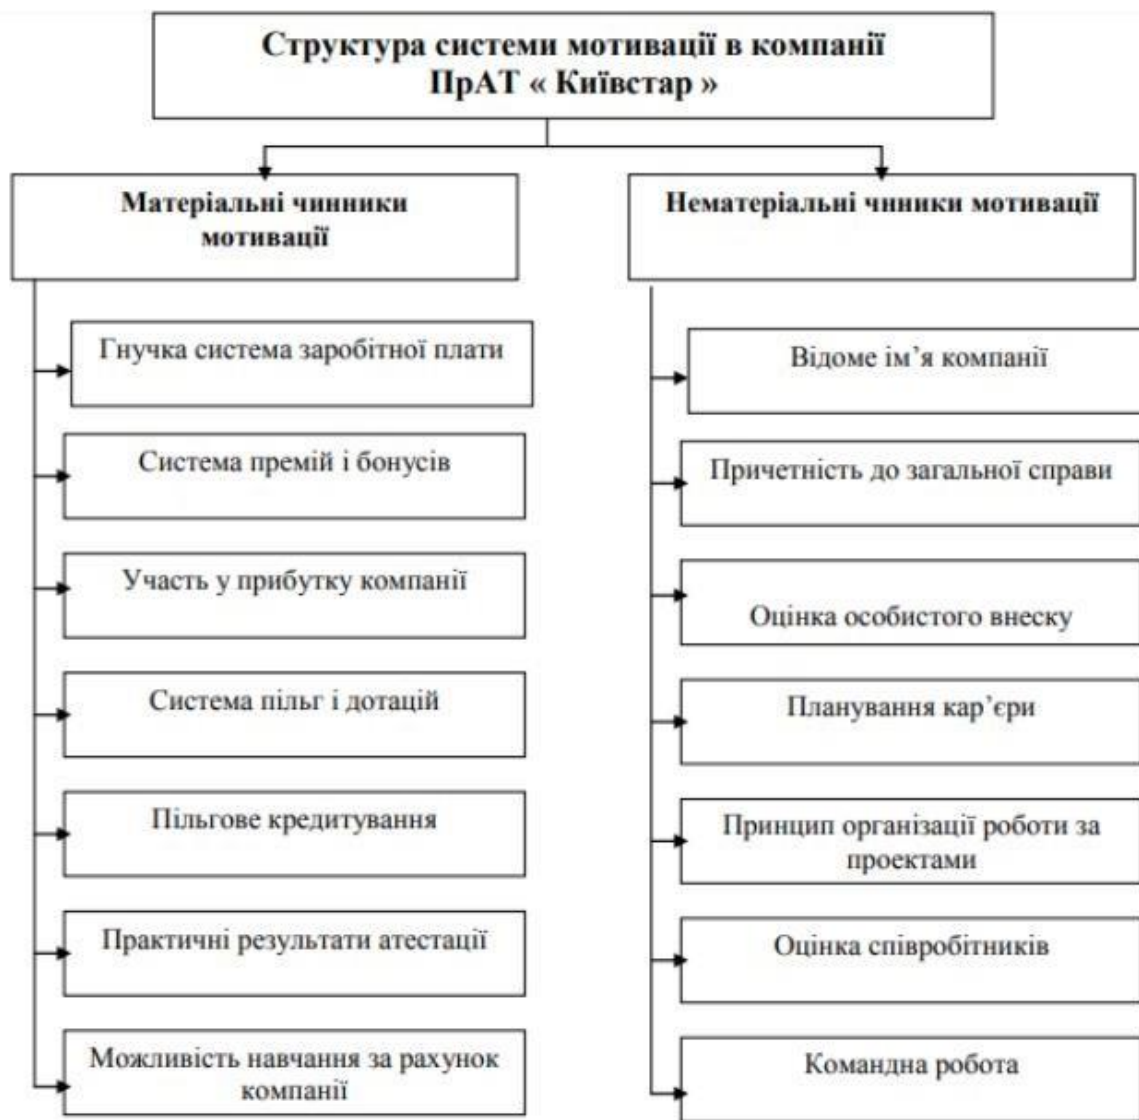 Структура системи мотивації в компанії
ПрАТ « Київстар »
Матеріальні чинники
мотивації
Гнучка система заробітної плати
Система премій і бонусів
Участь у прибутку компанії
Система пільг і дотацій
Пільгове кредитування
Практичні результати атестації
Можливість навчання за рахунок
компанії
Нематеріальні чнники мотивації
Відоме ім’я компанії
Причетність до загальної справи
Оцінка особистого внеску
Планування кар’єри
Принцип організації роботи за
проектами
Оцінка співробітників
Командна робота